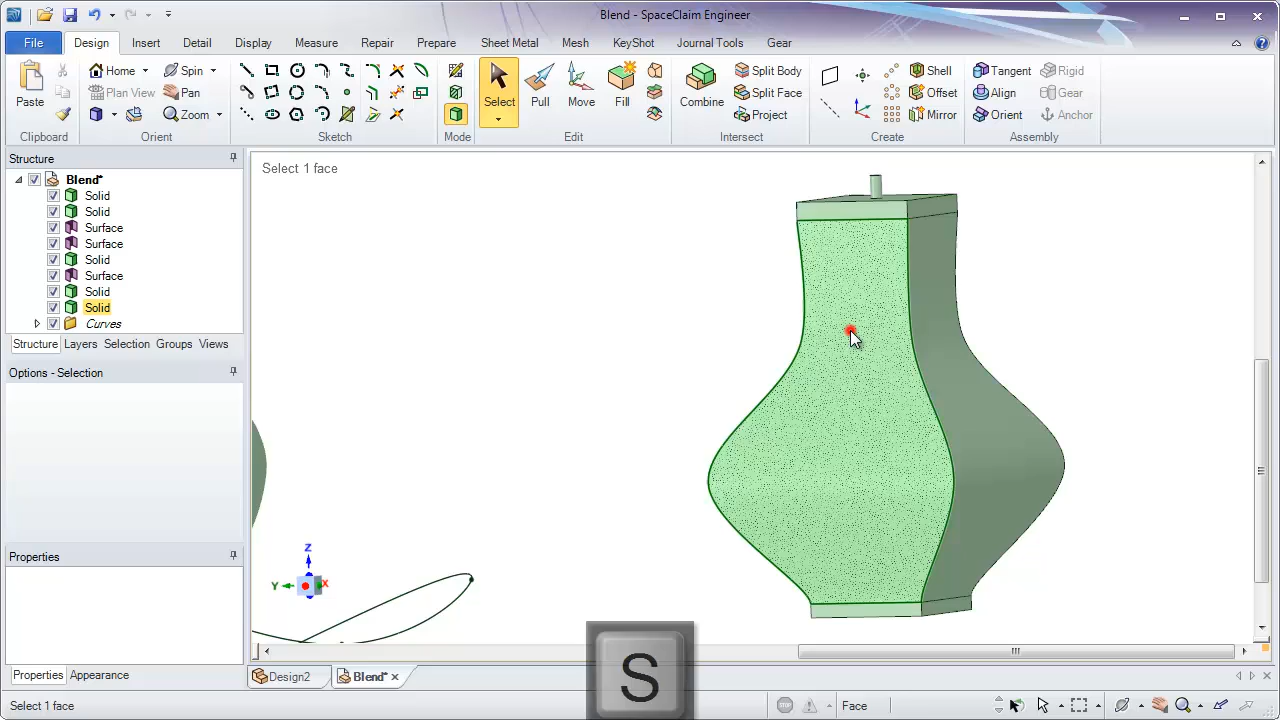 Blend - SpaceClaim Engineer
File Design Insert Detail Display Measure Repair Prepare Sheet Metal Mesh KeyShot Journal Tools Gear
Home Spin Split Body Shell Tangent Rigid
Paste Plan View Pan Select Pull Move Fill Combine Split Face Offset Align Gear
Zoom Project Mirror Orient Anchor
Clipboard Orient Sketch Mode Edit Intersect Create Assembly
Structure
Select 1 face
Blend*
Solid
Solid
Surface
Surface
Solid
Surface
Solid
Solid
Curves
Structure Layers Selection Groups Views
Options - Selection
Properties
Z
Y X
S
Properties Appearance
Design2 Blend*
Select 1 face Face